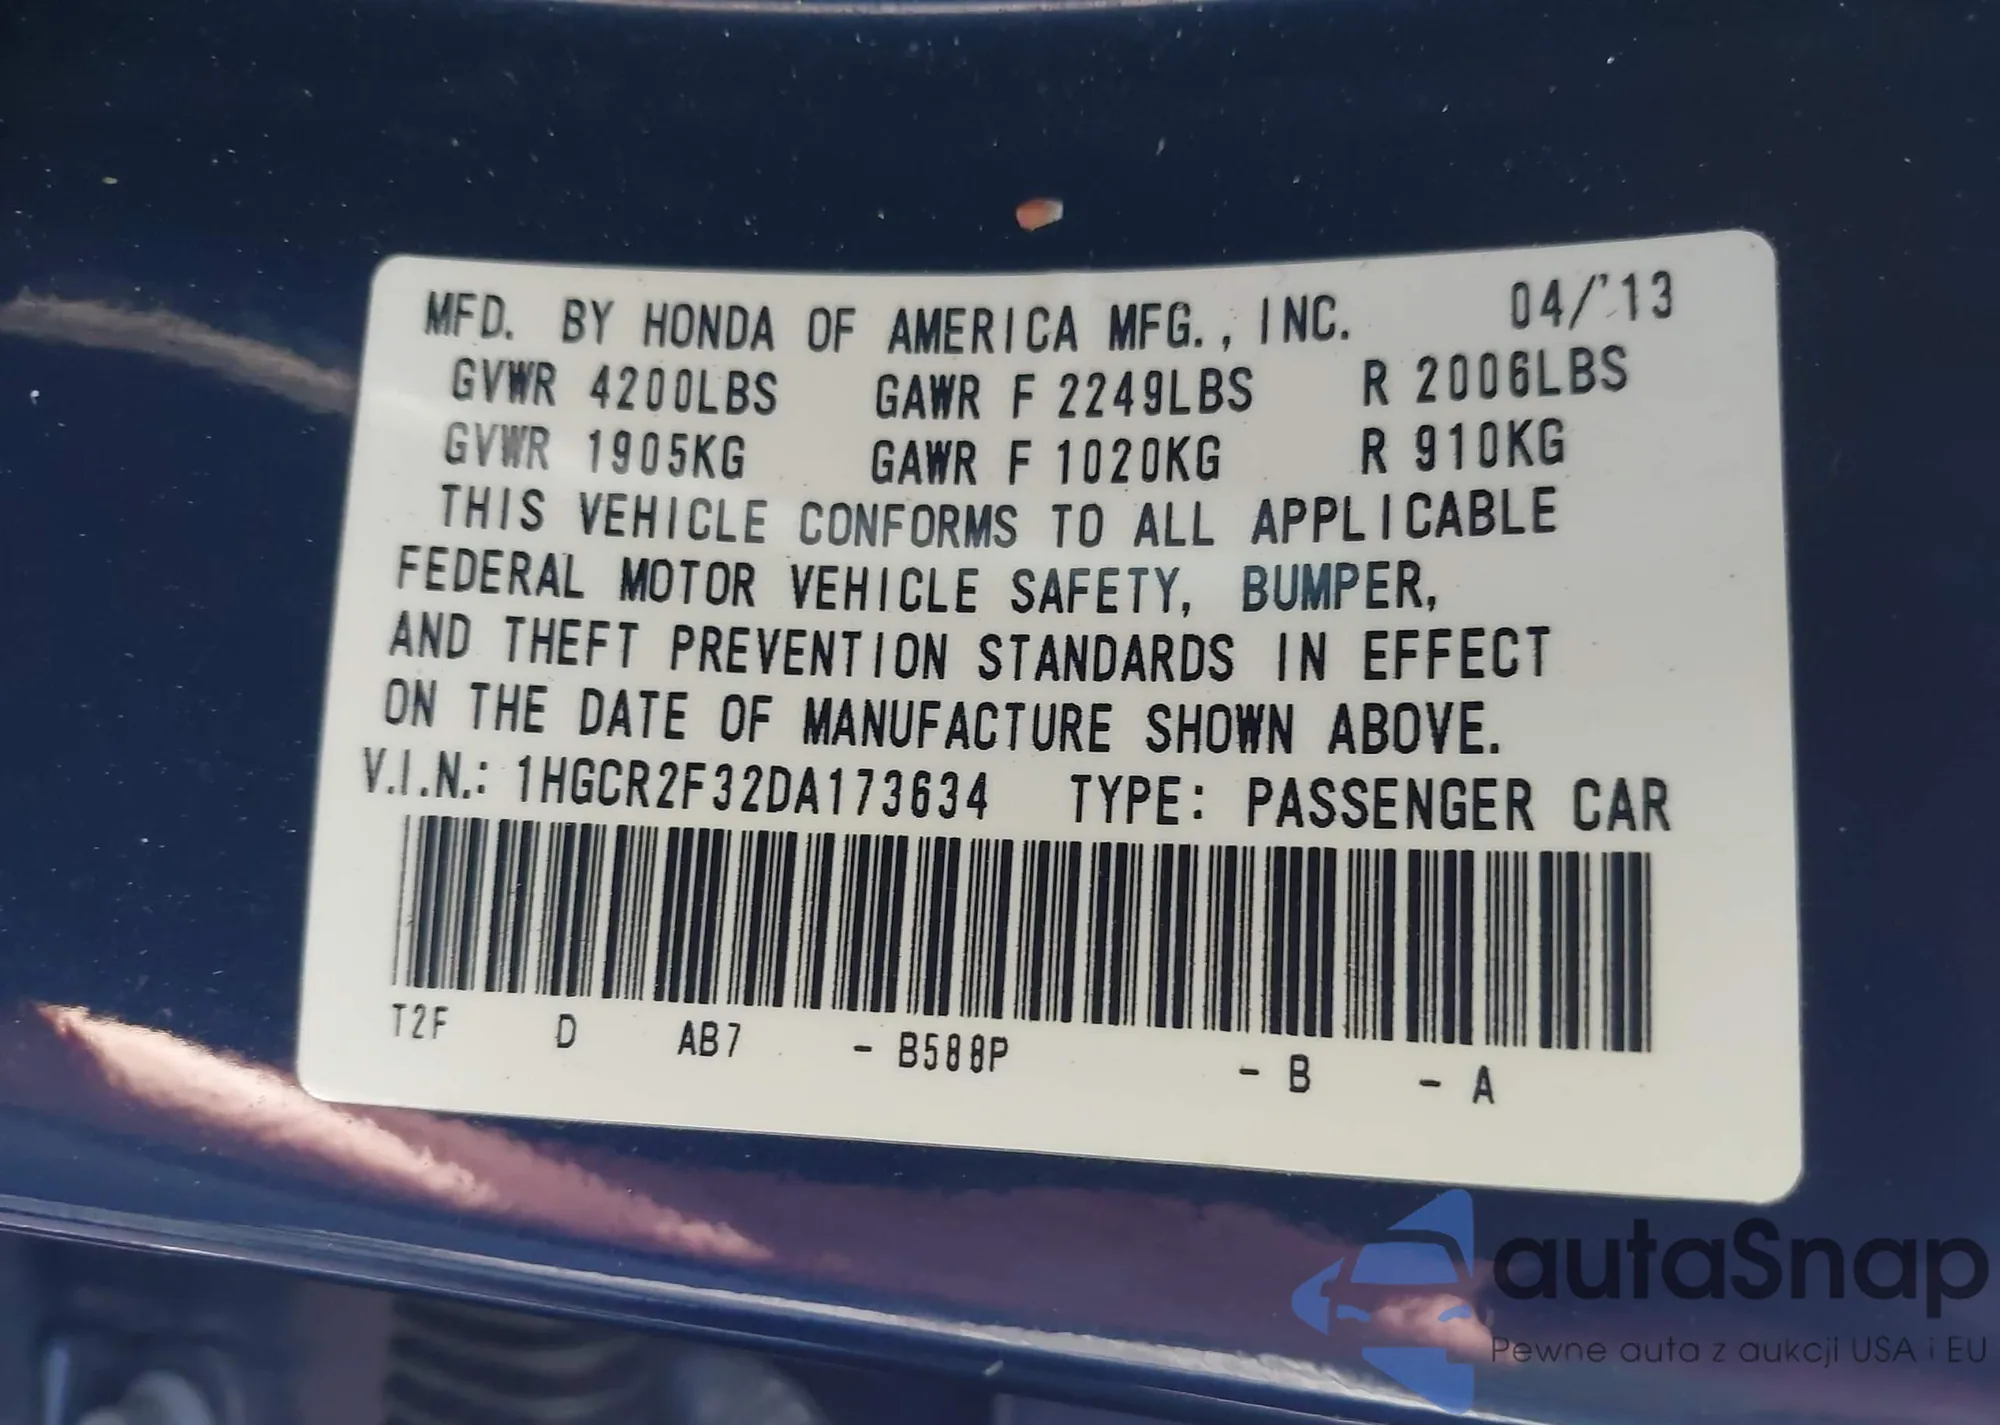 MFD. BY HONDA OF AMERICA MFG., INC. 04/'13
GVWR 4200LBS GAWR F 2249LBS R 2006LBS
GVWR 1905KG GAWR F 1020KG R 910KG
THIS VEHICLE CONFORMS TO ALL APPLICABLE
FEDERAL MOTOR VEHICLE SAFETY, BUMPER,
AND THEFT PREVENTION STANDARDS IN EFFECT
ON THE DATE OF MANUFACTURE SHOWN ABOVE.
V.I.N.: 1HGCR2F32DA173634 TYPE: PASSENGER CAR
T2F D AB7 - B588P - B - A
autaSnap
Pewne auta z aukcji USA i EU